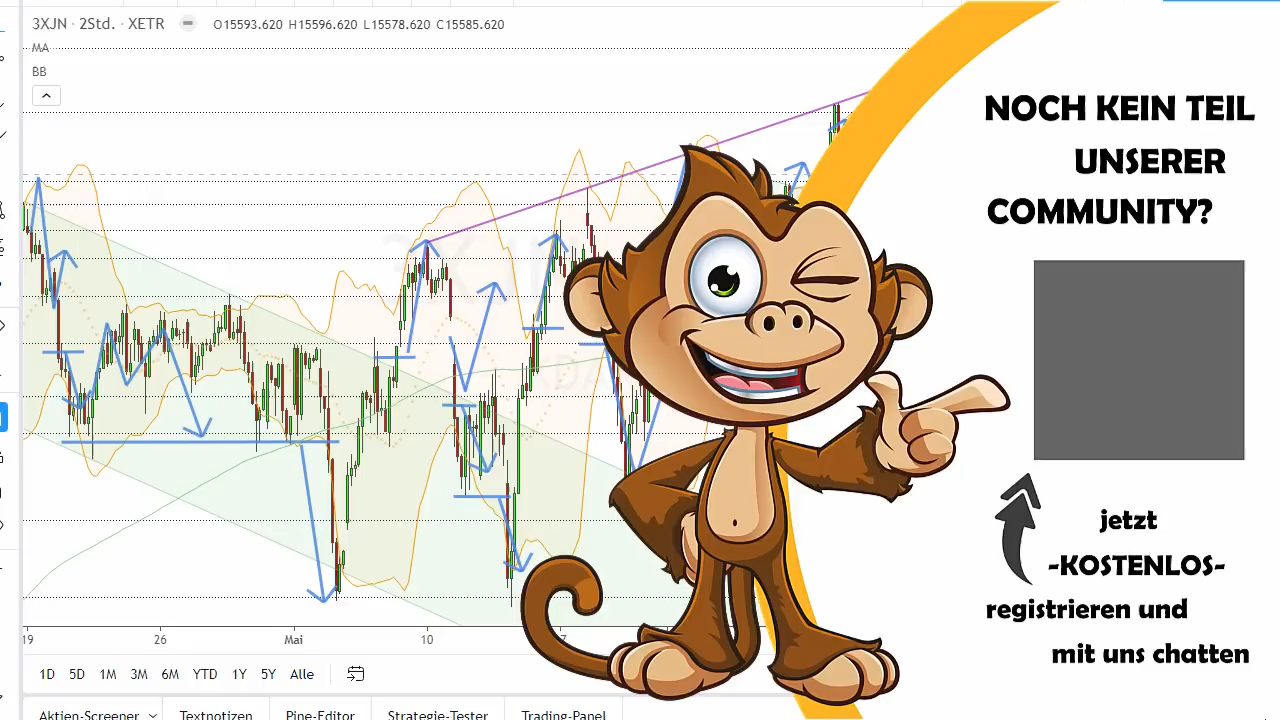 3XJN · 2Std. · XETR O15593.620 H15596.620 L15578.620 C15585.620
MA
BB
NOCH KEIN TEIL
UNSERER
COMMUNITY?
jetzt
-KOSTENLOS-
registrieren und
mit uns chatten
19 26 Mai 10 7
1D 5D 1M 3M 6M YTD 1Y 5Y Alle
Aktien-Screener Textnotizen Pine-Editor Strategie-Tester Trading-Panel